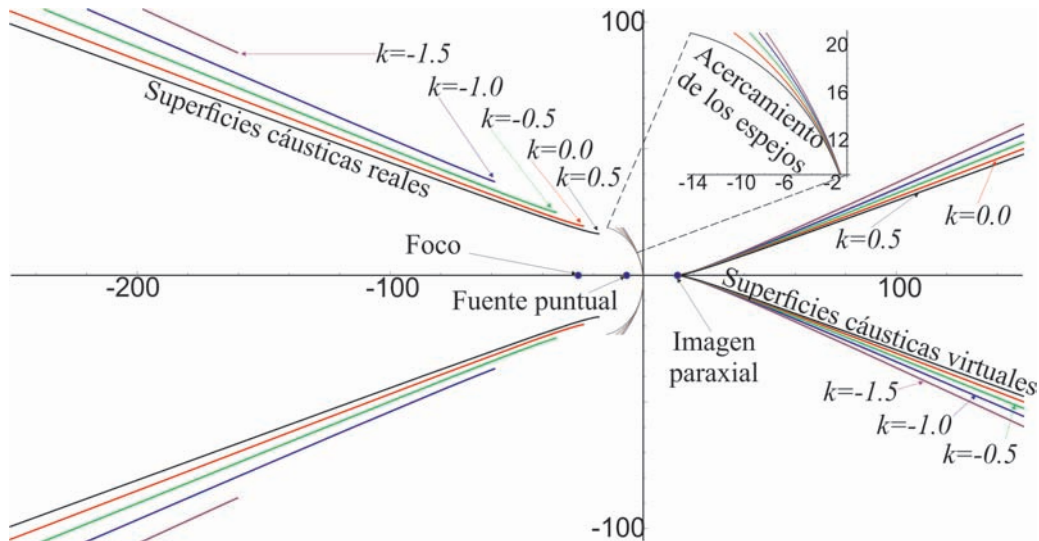 100
20
16
12
-14
-10
-6
-2
Acercamiento
de los espejos
k=-1.5
k=-1.0
k=-0.5
k=0.0
k=0.5
Superficies cáusticas reales
k=0.0
k=0.5
Foco
-200
-100
100
Fuente puntual
Superficies cáusticas virtuales
Imagen
paraxial
k=-1.5
k=-1.0
k=-0.5
-100